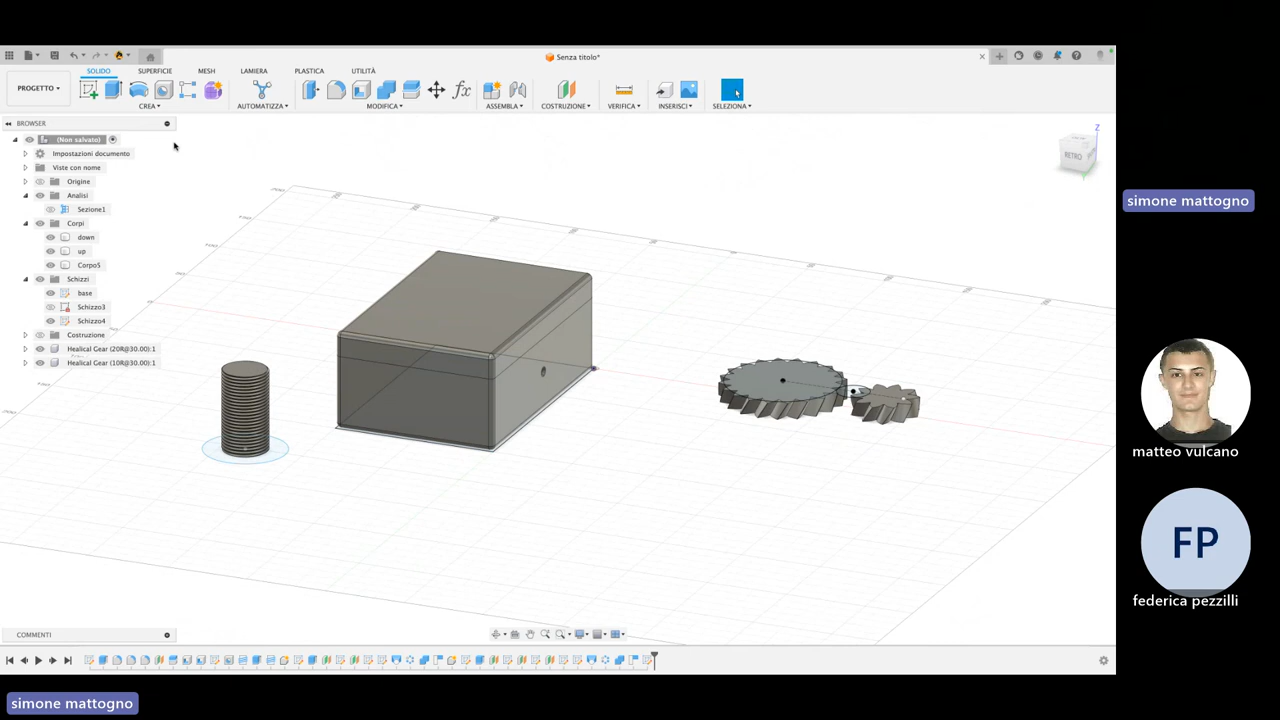 Senza titolo*
PROGETTO
SOLIDO
SUPERFICIE
MESH
LAMIERA
PLASTICA
UTILITÀ
CREA
AUTOMATIZZA
MODIFICA
ASSEMBLA
COSTRUZIONE
VERIFICA
INSERISCI
SELEZIONA
BROWSER
(Non salvato)
Impostazioni documento
Viste con nome
Origine
Analisi
Sezione1
Corpi
down
up
Corpo5
Schizzi
base
Schizzo3
Schizzo4
Costruzione
Healical Gear (20R@30.00):1
Healical Gear (10R@30.00):1
Z
RETRO
COMMENTI
simone mattogno
matteo vulcano
FP
federica pezzilli
simone mattogno